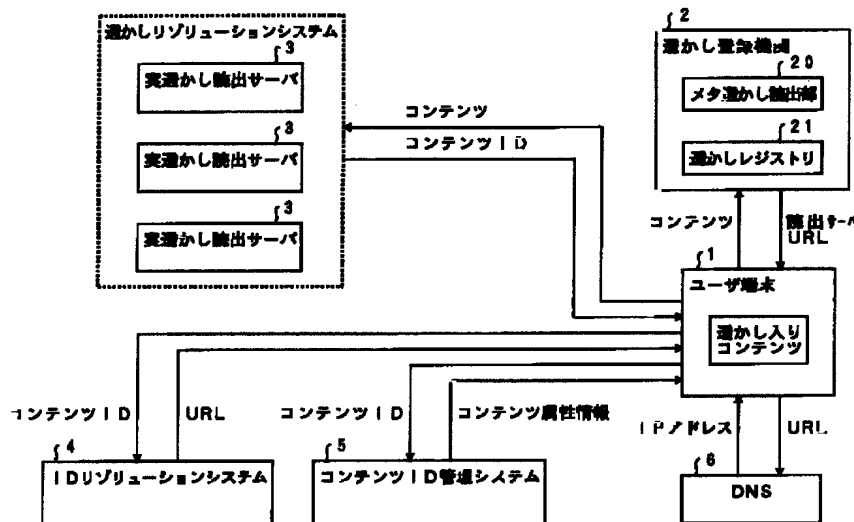 透かしリゾリューションシステム
3
実透かし読出サーバ
3
実透かし読出サーバ
3
実透かし読出サーバ
コンテンツ
コンテンツID
2
透かし登録機関
20
メタ透かし読出部
21
透かしレジストリ
コンテンツ
読出サーバ
URL
1
ユーザ端末
透かし入り
コンテンツ
コンテンツID
URL
コンテンツID
コンテンツ属性情報
IPアドレス
URL
4
IDリゾリューションシステム
5
コンテンツID管理システム
6
DNS